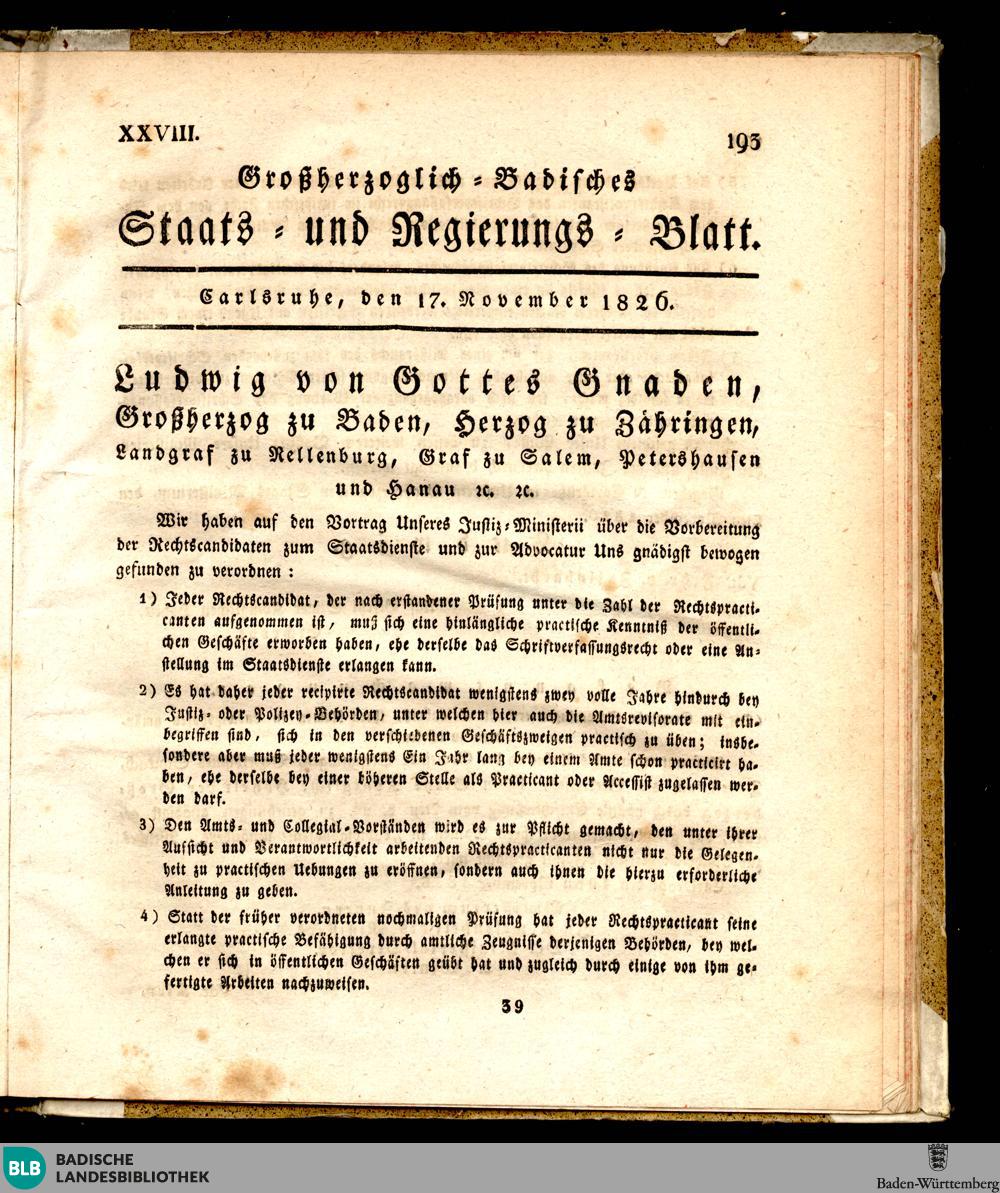 XXVIII.
193
Großherzoglich-Badisches
Staats- und Regierungs-Blatt.
Carlsruhe, den 17. November 1826.
Ludwig von Gottes Gnaden,
Großherzog zu Baden, Herzog zu Zähringen,
Landgraf zu Nellenburg, Graf zu Salem, Petershausen
und Hanau ꝛc. ꝛc.
Wir haben auf den Vortrag Unseres Justiz-Ministerii über die Vorbereitung
der Rechtscandidaten zum Staatsdienste und zur Advocatur Uns gnädigst bewogen
gefunden zu verordnen:
1) Jeder Rechtscandidat, der nach erstandener Prüfung unter die Zahl der Rechtspracti-
canten aufgenommen ist, muß sich eine hinlängliche practische Kenntniß der öffentli-
chen Geschäfte erworben haben, ehe derselbe das Schriftverfassungsrecht oder eine An-
stellung im Staatsdienste erlangen kann.
2) Es hat daher jeder recipirte Rechtscandidat wenigstens zwey volle Jahre hindurch bey
Justiz- oder Polizey-Behörden, unter welchen hier auch die Amtsrevisorate mit ein-
begriffen sind, sich in den verschiedenen Geschäftszweigen practisch zu üben; insbe-
sondere aber muß jeder wenigstens Ein Jahr lang bey einem Amte schon practicirt ha-
ben, ehe derselbe bey einer höheren Stelle als Practicant oder Accessist zugelassen wer-
den darf.
3) Den Amts- und Collegial-Vorständen wird es zur Pflicht gemacht, den unter ihrer
Aufsicht und Verantwortlichkeit arbeitenden Rechtspracticanten nicht nur die Gelegen-
heit zu practischen Uebungen zu eröffnen, sondern auch ihnen die hierzu erforderliche
Anleitung zu geben.
4) Statt der früher verordneten nochmaligen Prüfung hat jeder Rechtspracticant seine
erlangte practische Befähigung durch amtliche Zeugnisse derjenigen Behörden, bey wel-
chen er sich in öffentlichen Geschäften geübt hat und zugleich durch einige von ihm ge-
fertigte Arbeiten nachzuweisen.
39
BLB
BADISCHE
LANDESBIBLIOTHEK
Baden-Württemberg